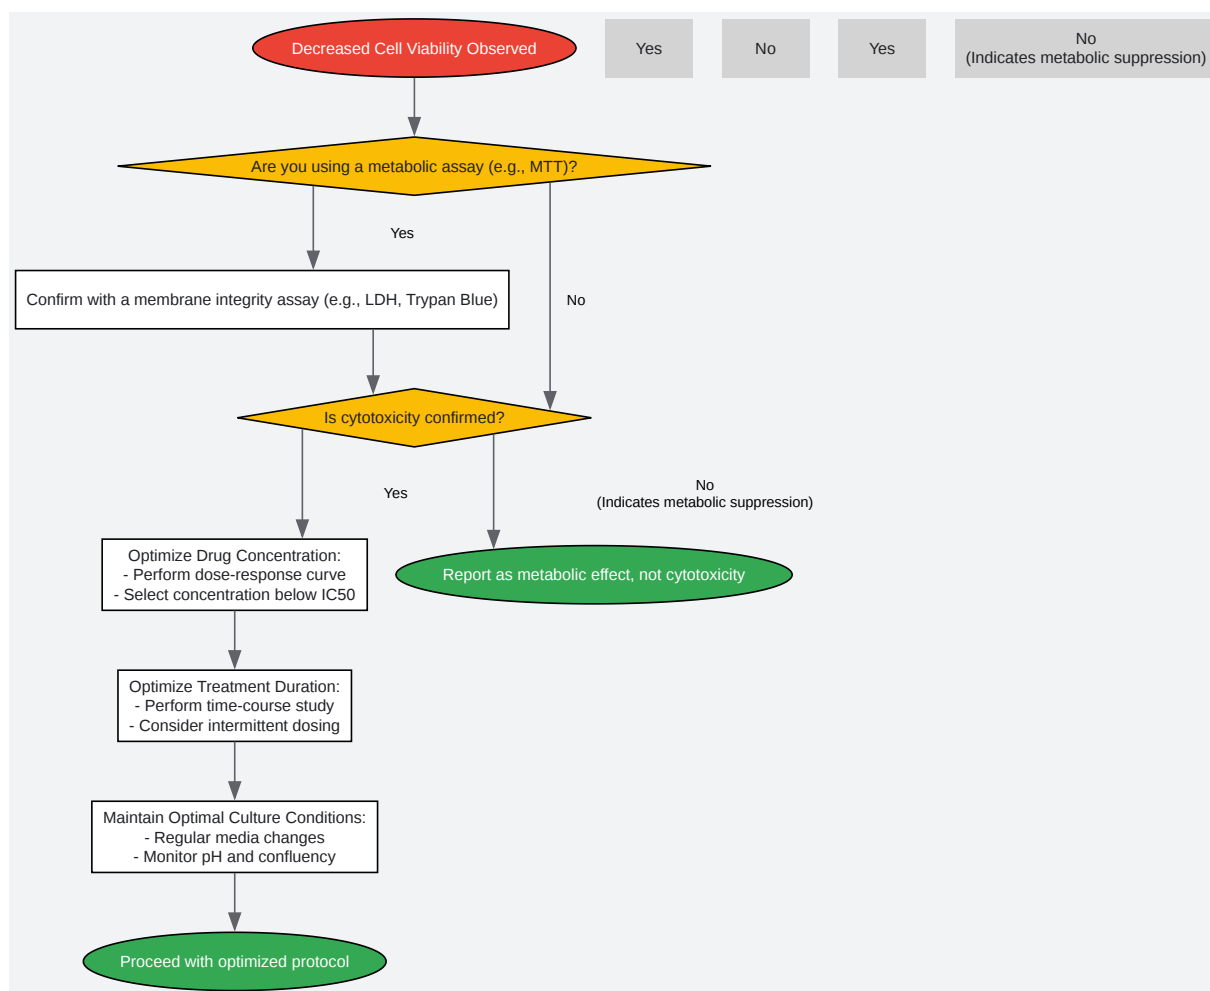 Decreased Cell Viability Observed
Yes
No
Yes
No
(Indicates metabolic suppression)
Are you using a metabolic assay (e.g., MTT)?
Yes
Confirm with a membrane integrity assay (e.g., LDH, Trypan Blue)
No
Is cytotoxicity confirmed?
Yes
No
(Indicates metabolic suppression)
Optimize Drug Concentration:
- Perform dose-response curve
- Select concentration below IC50
Report as metabolic effect, not cytotoxicity
Optimize Treatment Duration:
- Perform time-course study
- Consider intermittent dosing
Maintain Optimal Culture Conditions:
- Regular media changes
- Monitor pH and confluency
Proceed with optimized protocol